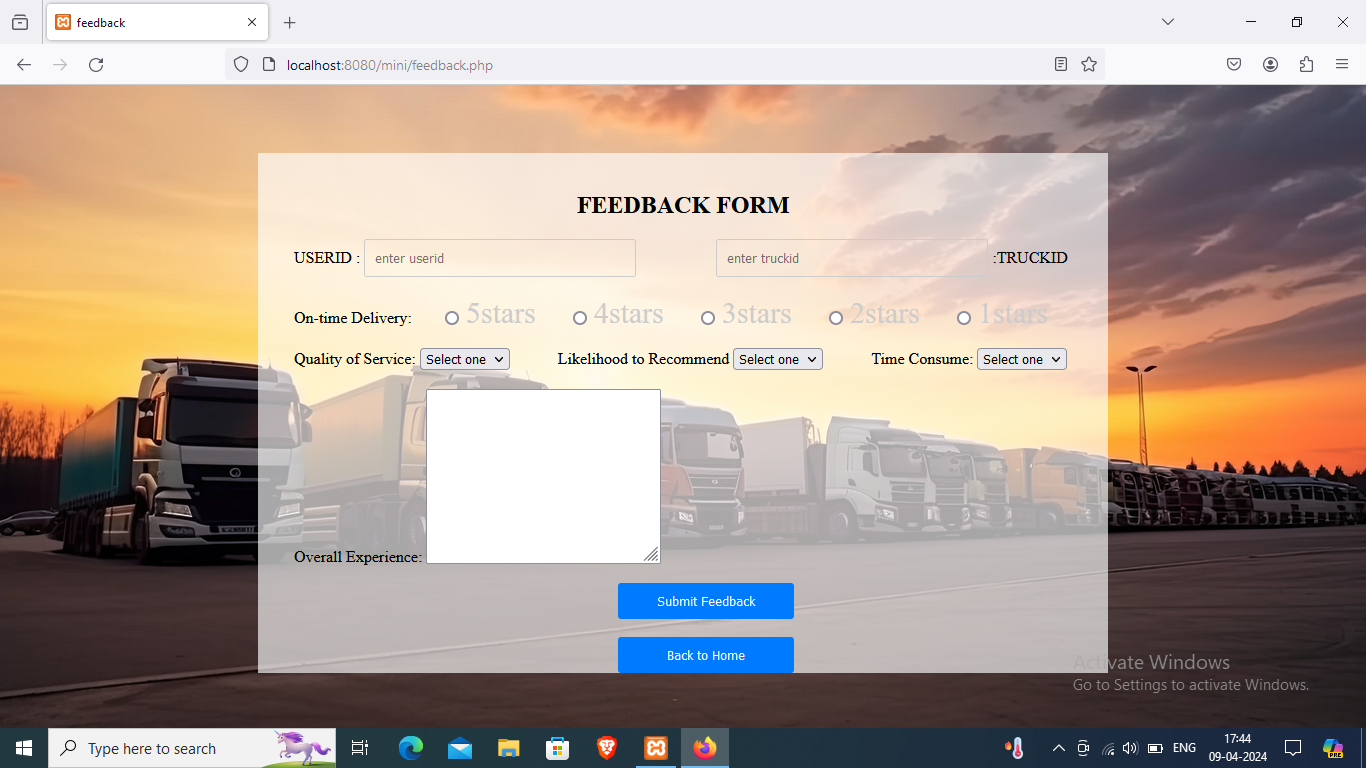 feedback
localhost:8080/mini/feedback.php
FEEDBACK FORM
USERID : enter userid enter truckid :TRUCKID
On-time Delivery: 5stars 4stars 3stars 2stars 1stars
Quality of Service: Select one Likelihood to Recommend Select one Time Consume: Select one
Overall Experience:
Submit Feedback
Back to Home
Activate Windows
Go to Settings to activate Windows.
Type here to search
ENG
17:44
09-04-2024
PRE